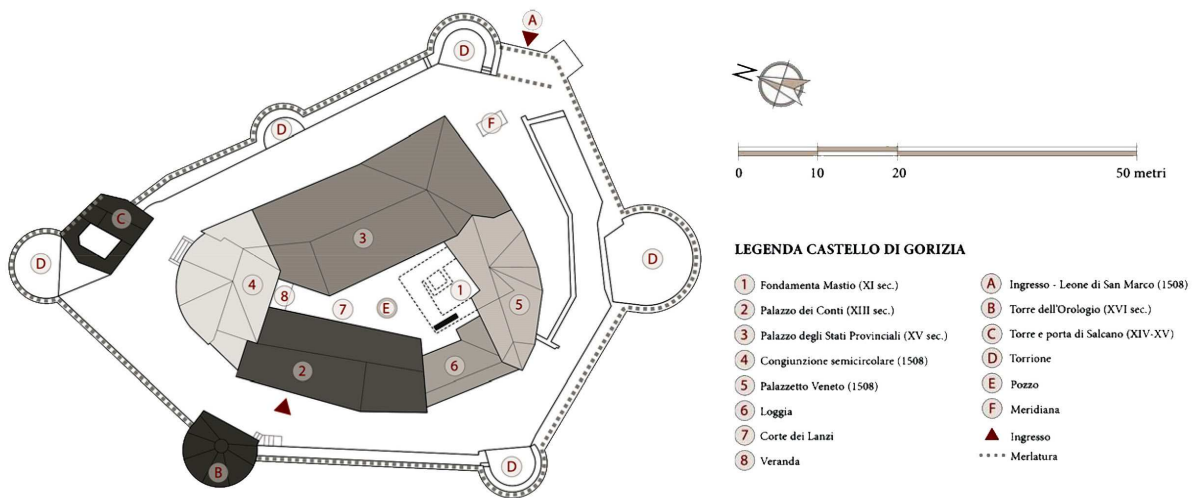 A
D
D
F
C
D
3
4
8
7
E
1
5
D
2
6
B
D
N
0 10 20 50 metri
LEGENDA CASTELLO DI GORIZIA
1 Fondamenta Mastio (XI sec.)
2 Palazzo dei Conti (XIII sec.)
3 Palazzo degli Stati Provinciali (XV sec.)
4 Congiunzione semicircolare (1508)
5 Palazzetto Veneto (1508)
6 Loggia
7 Corte dei Lanzi
8 Veranda
A Ingresso - Leone di San Marco (1508)
B Torre dell'Orologio (XVI sec.)
C Torre e porta di Salcano (XIV-XV)
D Torrione
E Pozzo
F Meridiana
Ingresso
Merlatura